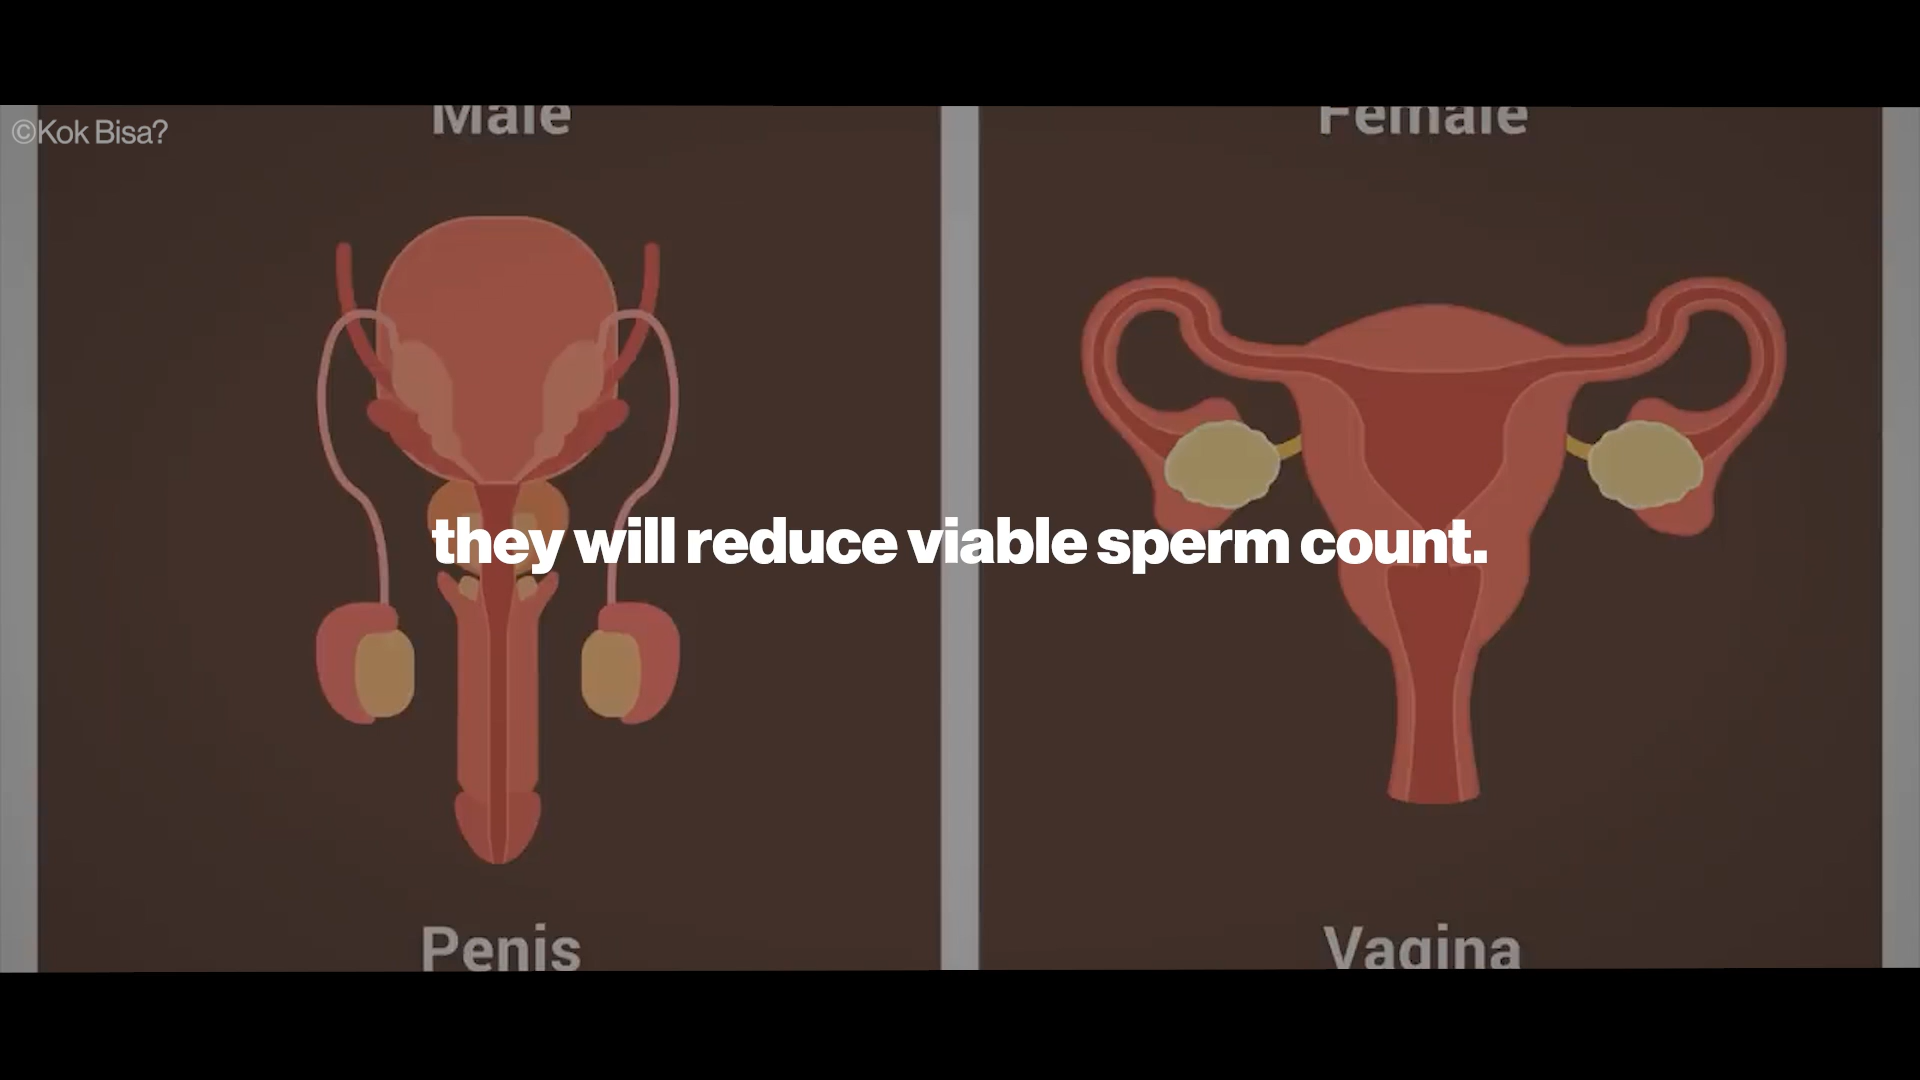 Male
Female
©Kok Bisa?
they will reduce viable sperm count.
Penis
Vagina